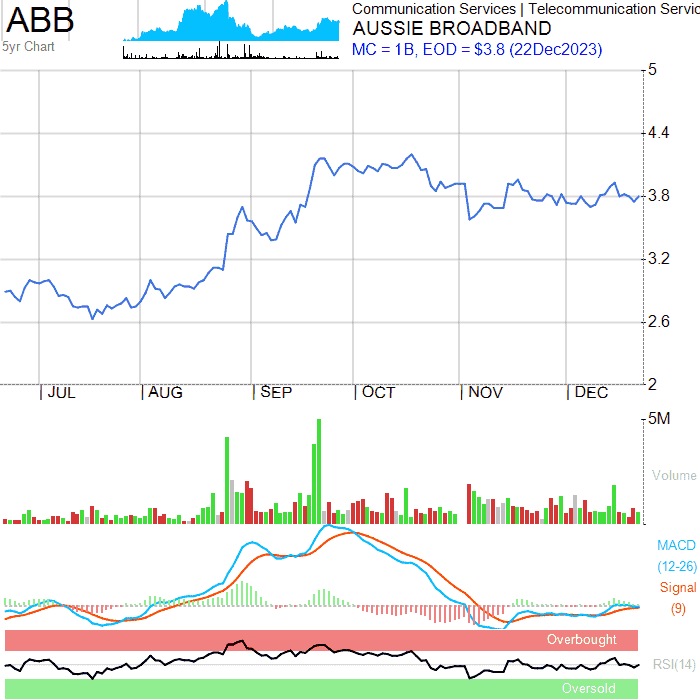 ABB
5yr Chart
Communication Services | Telecommunication Servic
AUSSIE BROADBAND
MC = 1B, EOD = $3.8 (22Dec2023)
5
4.4
3.8
3.2
2.6
2
| JUL | AUG | SEP | OCT | NOV | DEC
5M
Volume
MACD
(12-26)
Signal
(9)
Overbought
RSI(14)
Oversold